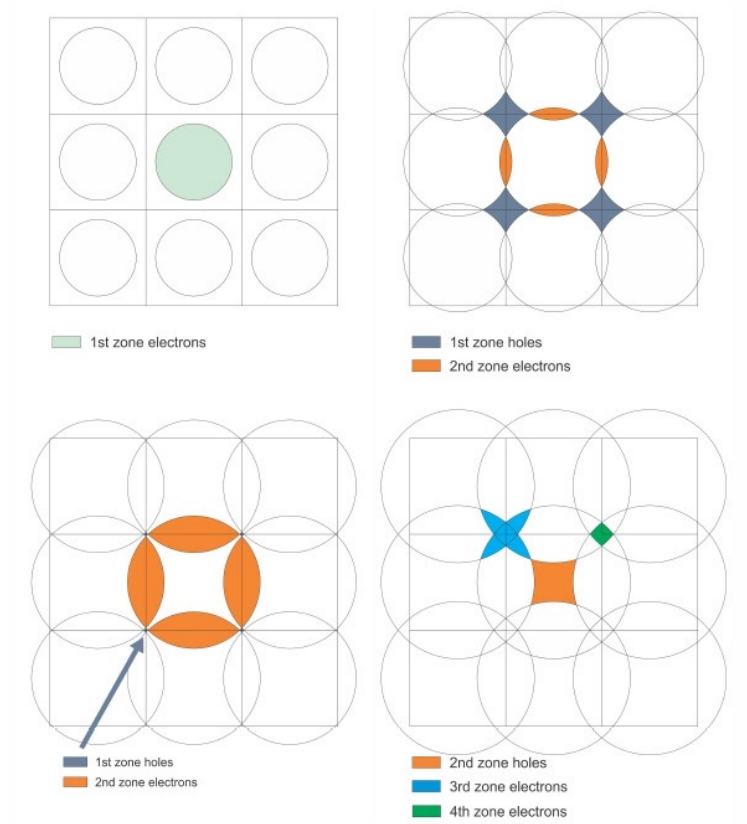 1st zone electrons
1st zone holes
2nd zone electrons
1st zone holes
2nd zone electrons
2nd zone holes
3rd zone electrons
4th zone electrons